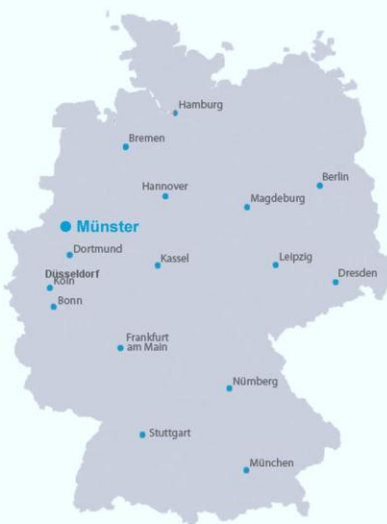 Hamburg
Bremen
Berlin
Hannover
Magdeburg
Münster
Dortmund
Kassel
Leipzig
Düsseldorf
Dresden
Köln
Bonn
Frankfurt
am Main
Nürnberg
Stuttgart
München